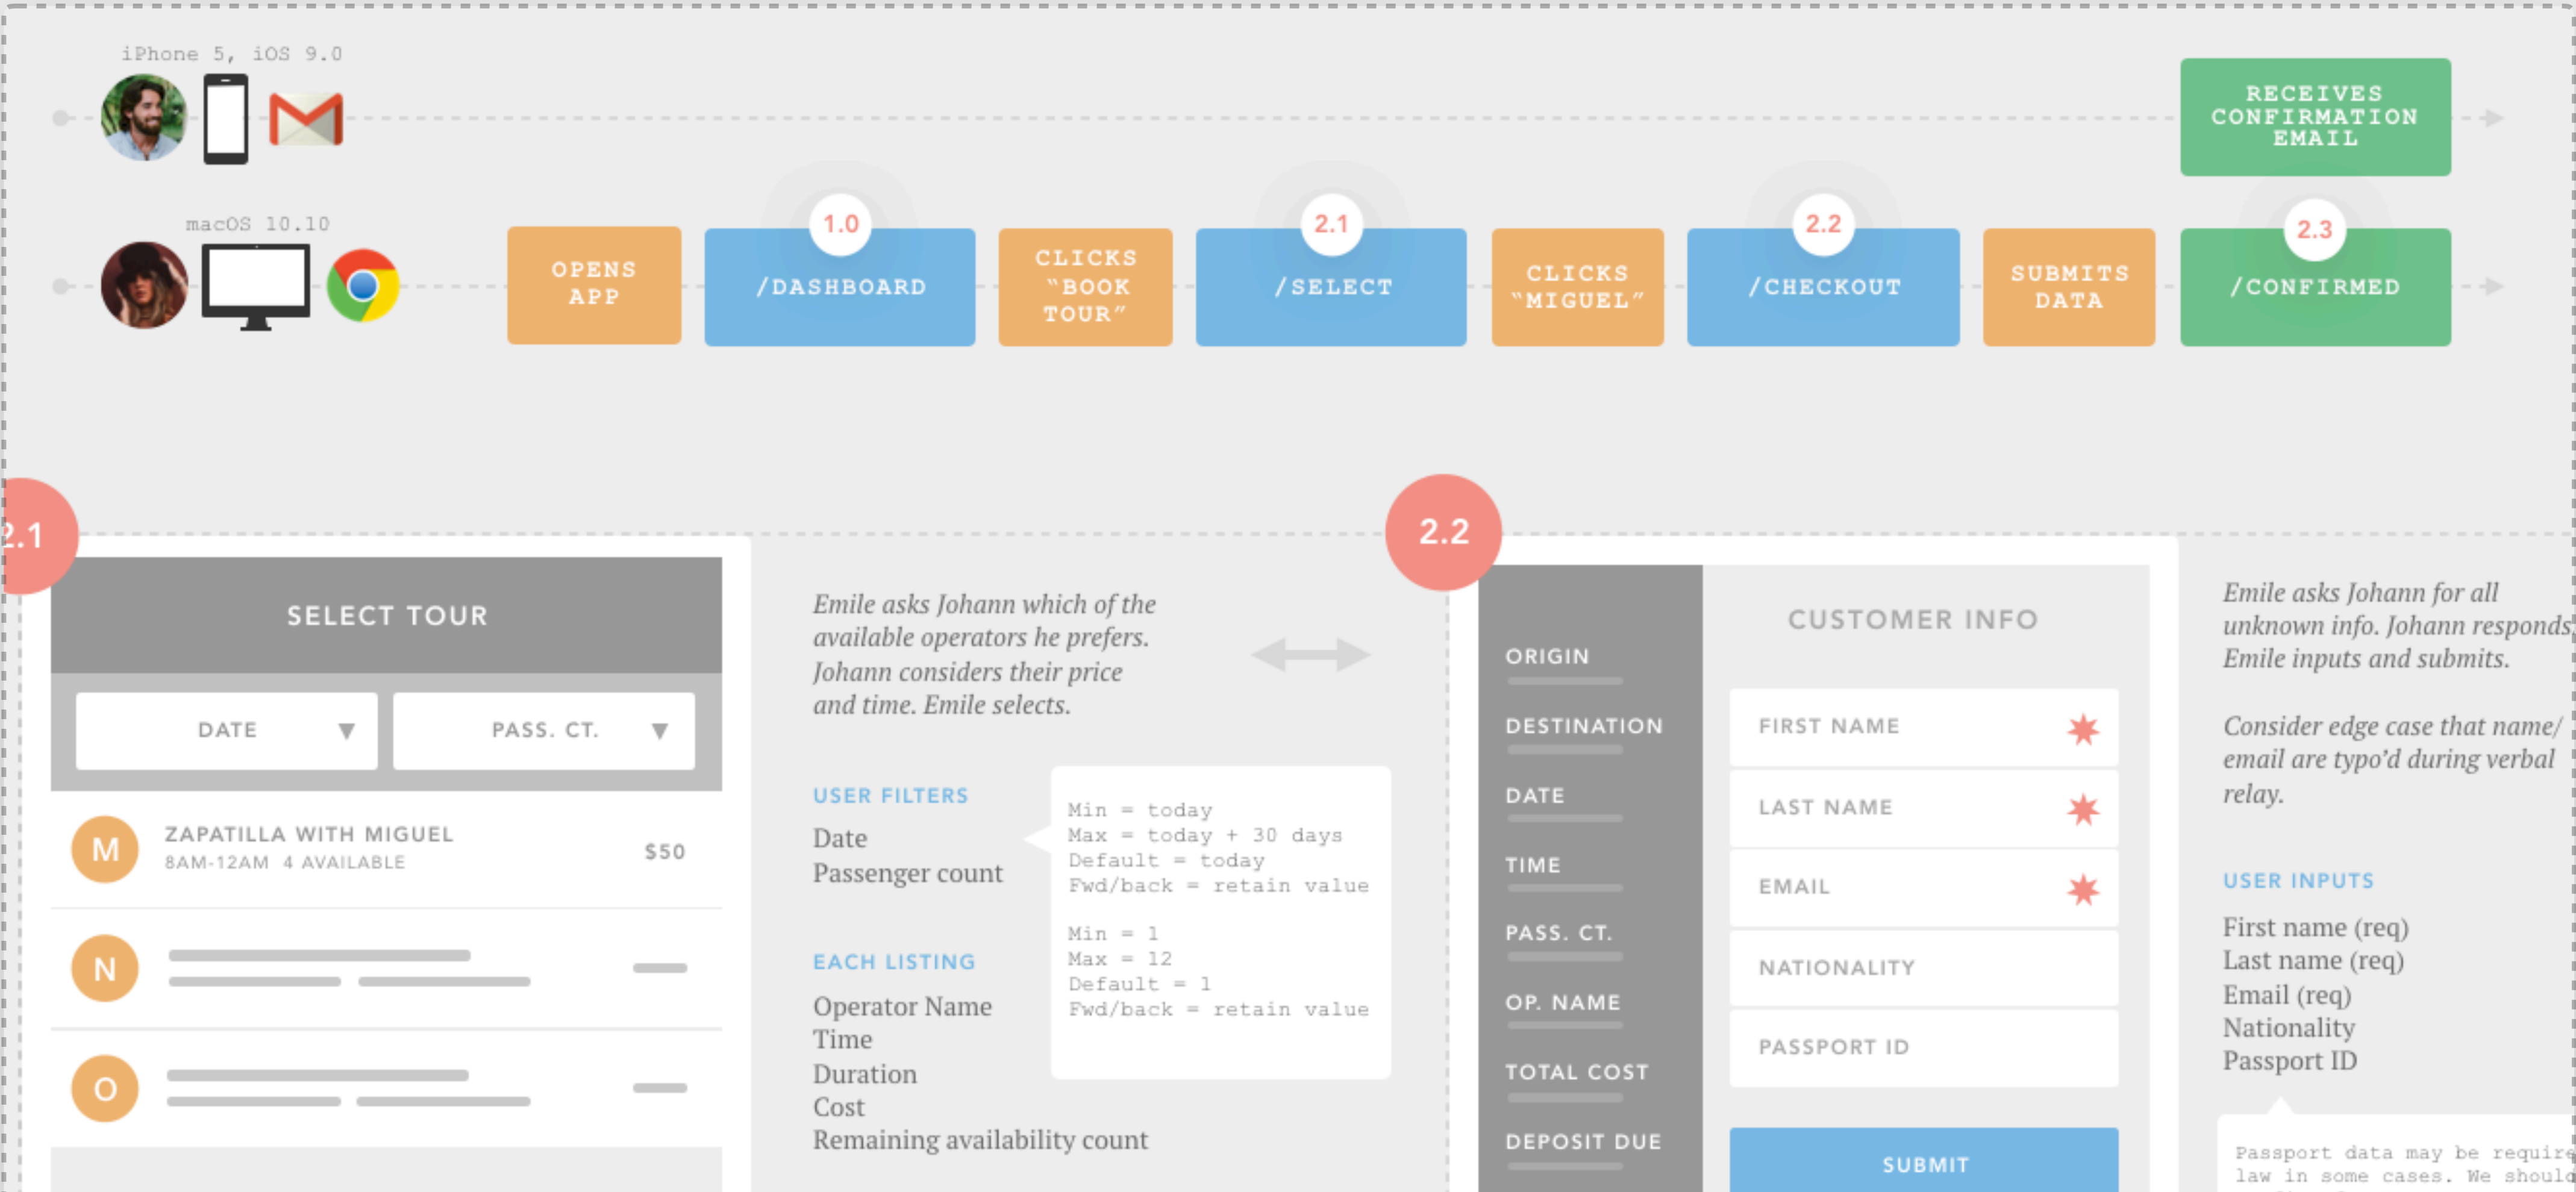 iPhone 5, iOS 9.0
RECEIVES
CONFIRMATION
EMAIL
macOS 10.10
OPENS
APP
1.0
/DASHBOARD
CLICKS
“BOOK
TOUR”
2.1
/SELECT
CLICKS
“MIGUEL”
2.2
/CHECKOUT
SUBMITS
DATA
2.3
/CONFIRMED
2.1
SELECT TOUR
DATE ▼
PASS. CT. ▼
M
ZAPATILLA WITH MIGUEL
8AM-12AM 4 AVAILABLE
$50
N
O
Emile asks Johann which of the
available operators he prefers.
Johann considers their price
and time. Emile selects.
USER FILTERS
Date
Passenger count
EACH LISTING
Operator Name
Time
Duration
Cost
Remaining availability count
Min = today
Max = today + 30 days
Default = today
Fwd/back = retain value
Min = 1
Max = 12
Default = 1
Fwd/back = retain value
2.2
ORIGIN
DESTINATION
DATE
TIME
PASS. CT.
OP. NAME
TOTAL COST
DEPOSIT DUE
CUSTOMER INFO
FIRST NAME
LAST NAME
EMAIL
NATIONALITY
PASSPORT ID
SUBMIT
Emile asks Johann for all
unknown info. Johann responds,
Emile inputs and submits.
Consider edge case that name/
email are typo’d during verbal
relay.
USER INPUTS
First name (req)
Last name (req)
Email (req)
Nationality
Passport ID
Passport data may be require
law in some cases. We should